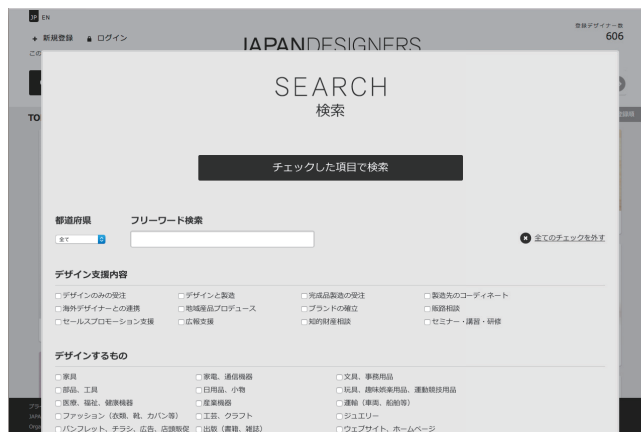 JP EN
登録デザイナー数
+ 新規登録 ログイン
606
JAPANDESIGNERS
この
SEARCH
検索
TO
チェックした項目で検索
都道府県 フリーワード検索
全て
全てのチェックを外す
デザイン支援内容
デザインのみの受注 デザインと製造 完成品製造の受注 製造先のコーディネート
海外デザイナーとの連携 地域産品プロデュース ブランドの確立 販路相談
セールスプロモーション支援 広報支援 知的財産相談 セミナー・講習・研修
デザインするもの
家具 家電、通信機器 文具、事務用品
部品、工具 日用品、小物 玩具、趣味娯楽用品、運動競技用品
医療、福祉、健康機器 産業機器 運輸(車両、船舶等)
プラ
ファッション(衣類、靴、カバン等) 工芸、クラフト ジュエリー
JAPA
パンフレット、チラシ、広告、店頭販促 出版(書籍、雑誌) ウェブサイト、ホームページ
Orga